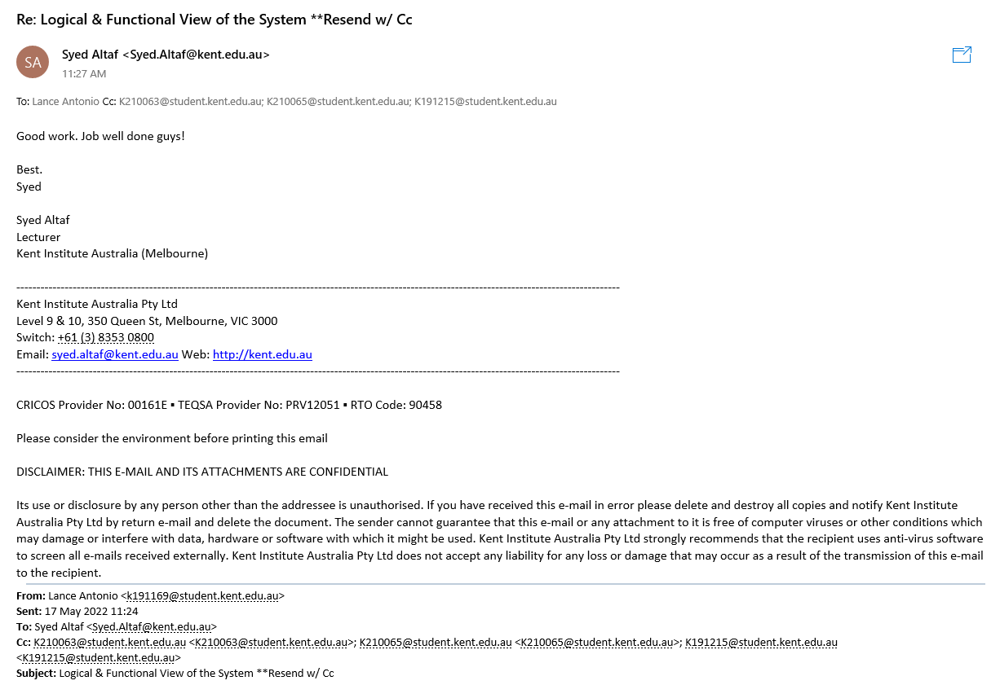 Re: Logical & Functional View of the System **Resend w/ Cc
SA
Syed Altaf <Syed.Altaf@kent.edu.au>
11:27 AM
To: Lance Antonio Cc: K210063@student.kent.edu.au; K210065@student.kent.edu.au; K191215@student.kent.edu.au
Good work. Job well done guys!
Best.
Syed
Syed Altaf
Lecturer
Kent Institute Australia (Melbourne)
----------------------------------------------------------------------------------------------------------------------------------------------------
Kent Institute Australia Pty Ltd
Level 9 & 10, 350 Queen St, Melbourne, VIC 3000
Switch: +61 (3) 8353 0800
Email: syed.altaf@kent.edu.au Web: http://kent.edu.au
----------------------------------------------------------------------------------------------------------------------------------------------------
CRICOS Provider No: 00161E ▪ TEQSA Provider No: PRV12051 ▪ RTO Code: 90458
Please consider the environment before printing this email
DISCLAIMER: THIS E-MAIL AND ITS ATTACHMENTS ARE CONFIDENTIAL
Its use or disclosure by any person other than the addressee is unauthorised. If you have received this e-mail in error please delete and destroy all copies and notify Kent Institute
Australia Pty Ltd by return e-mail and delete the document. The sender cannot guarantee that this e-mail or any attachment to it is free of computer viruses or other conditions which
may damage or interfere with data, hardware or software with which it might be used. Kent Institute Australia Pty Ltd strongly recommends that the recipient uses anti-virus software
to screen all e-mails received externally. Kent Institute Australia Pty Ltd does not accept any liability for any loss or damage that may occur as a result of the transmission of this e-mail
to the recipient.
From: Lance Antonio <k191169@student.kent.edu.au>
Sent: 17 May 2022 11:24
To: Syed Altaf <Syed.Altaf@kent.edu.au>
Cc: K210063@student.kent.edu.au <K210063@student.kent.edu.au>; K210065@student.kent.edu.au <K210065@student.kent.edu.au>; K191215@student.kent.edu.au
<K191215@student.kent.edu.au>
Subject: Logical & Functional View of the System **Resend w/ Cc